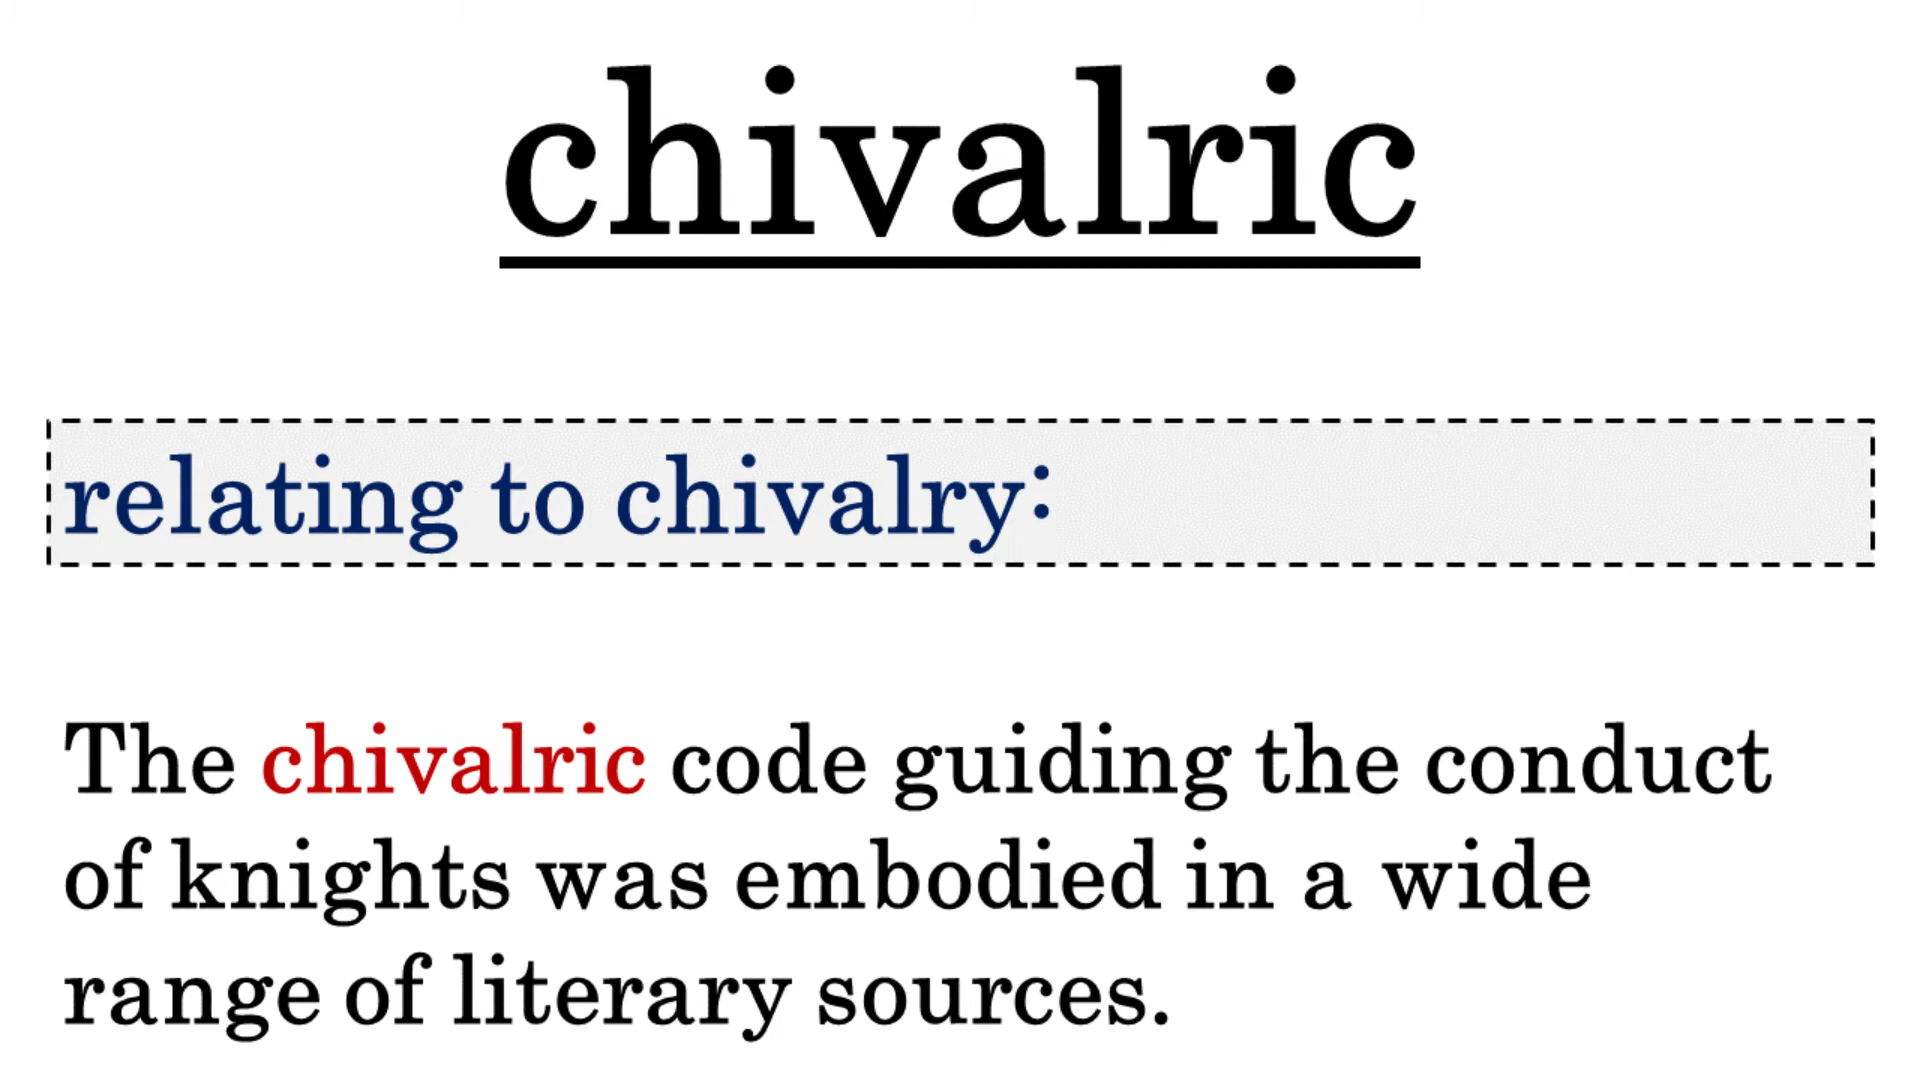 chivalric
relating to chivalry:
The chivalric code guiding the conduct
of knights was embodied in a wide
range of literary sources.